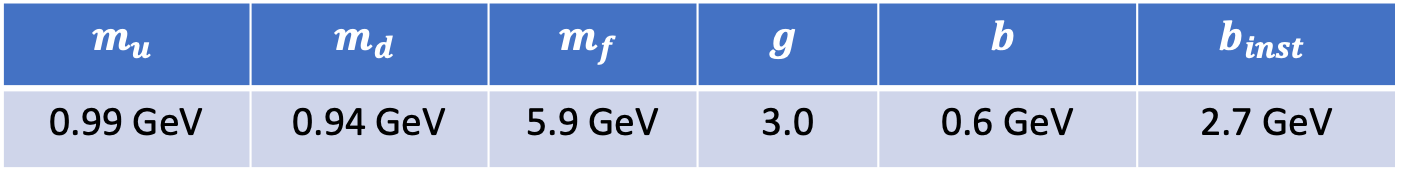 m_u m_d m_f g b b_inst
0.99 GeV 0.94 GeV 5.9 GeV 3.0 0.6 GeV 2.7 GeV